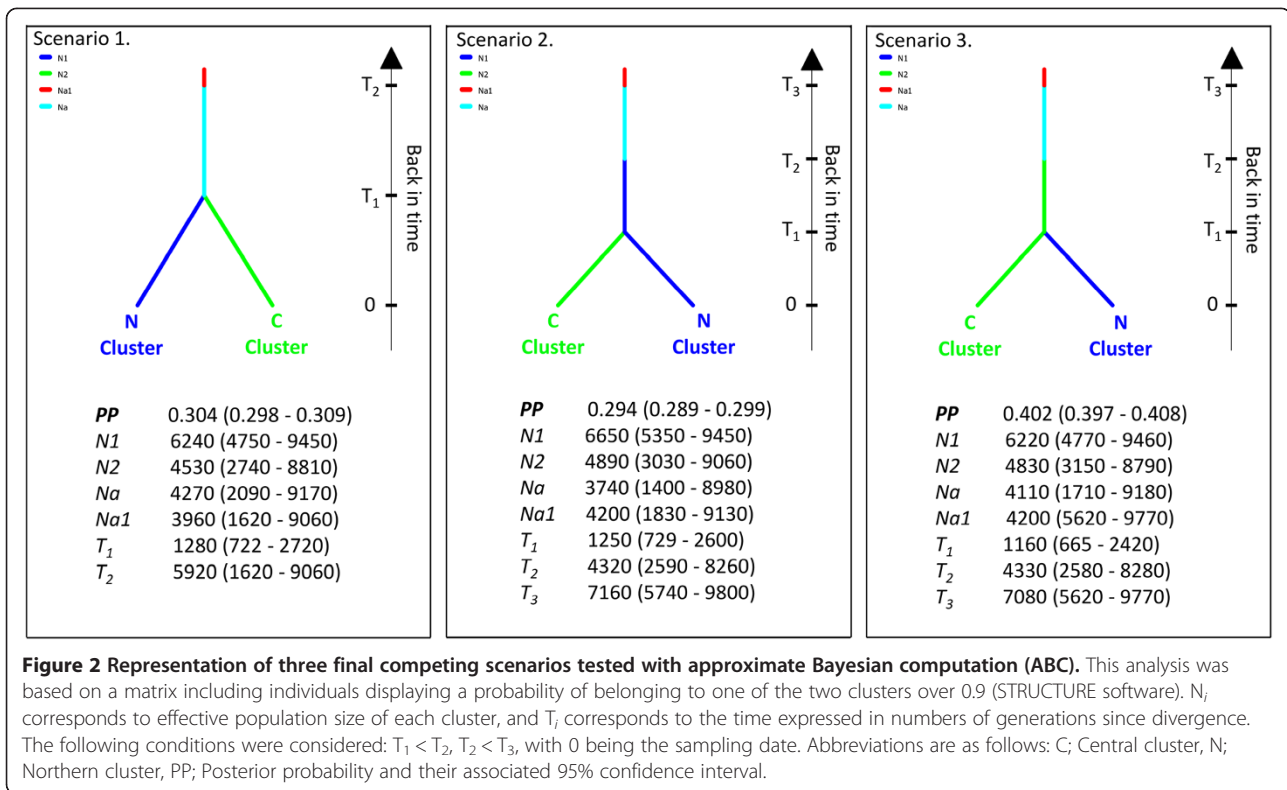 Scenario 1.
N1
N2
Na1
Na
T2
T1
0
Back in time
N
Cluster
C
Cluster
PP 0.304 (0.298 - 0.309)
N1 6240 (4750 - 9450)
N2 4530 (2740 - 8810)
Na 4270 (2090 - 9170)
Na1 3960 (1620 - 9060)
T1 1280 (722 - 2720)
T2 5920 (1620 - 9060)
Scenario 2.
N1
N2
Na1
Na
T3
T2
T1
0
Back in time
C
Cluster
N
Cluster
PP 0.294 (0.289 - 0.299)
N1 6650 (5350 - 9450)
N2 4890 (3030 - 9060)
Na 3740 (1400 - 8980)
Na1 4200 (1830 - 9130)
T1 1250 (729 - 2600)
T2 4320 (2590 - 8260)
T3 7160 (5740 - 9800)
Scenario 3.
N1
N2
Na1
Na
T3
T2
T1
0
Back in time
C
Cluster
N
Cluster
PP 0.402 (0.397 - 0.408)
N1 6220 (4770 - 9460)
N2 4830 (3150 - 8790)
Na 4110 (1710 - 9180)
Na1 4200 (5620 - 9770)
T1 1160 (665 - 2420)
T2 4330 (2580 - 8280)
T3 7080 (5620 - 9770)
Figure 2 Representation of three final competing scenarios tested with approximate Bayesian computation (ABC). This analysis was
based on a matrix including individuals displaying a probability of belonging to one of the two clusters over 0.9 (STRUCTURE software). Ni
corresponds to effective population size of each cluster, and Ti corresponds to the time expressed in numbers of generations since divergence.
The following conditions were considered: T1 < T2, T2 < T3, with 0 being the sampling date. Abbreviations are as follows: C; Central cluster, N;
Northern cluster, PP; Posterior probability and their associated 95% confidence interval.